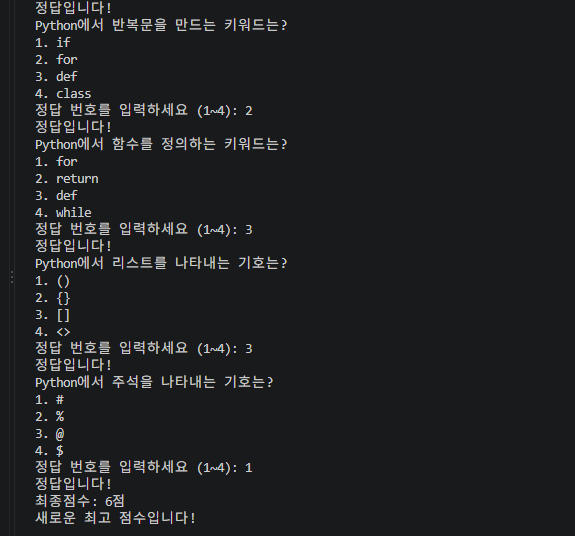 정답입니다!
Python에서 반복문을 만드는 키워드는?
1. if
2. for
3. def
4. class
정답 번호를 입력하세요 (1~4): 2
정답입니다!
Python에서 함수를 정의하는 키워드는?
1. for
2. return
3. def
4. while
정답 번호를 입력하세요 (1~4): 3
정답입니다!
Python에서 리스트를 나타내는 기호는?
1. ()
2. {}
3. []
4. <>
정답 번호를 입력하세요 (1~4): 3
정답입니다!
Python에서 주석을 나타내는 기호는?
1. #
2. %
3. @
4. $
정답 번호를 입력하세요 (1~4): 1
정답입니다!
최종점수: 6점
새로운 최고 점수입니다!